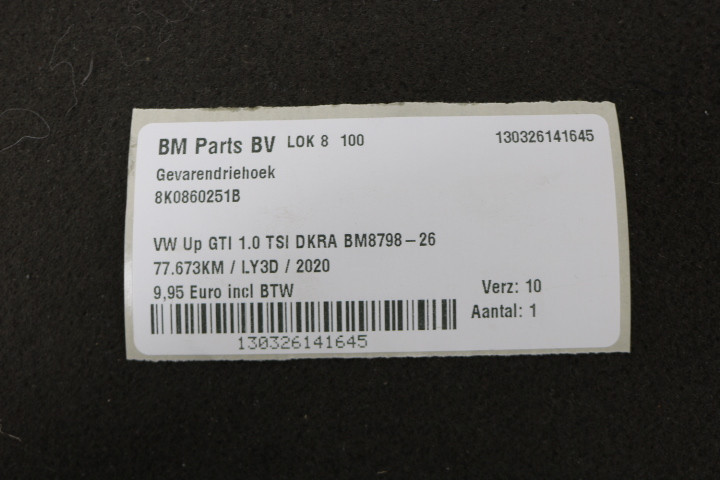 BM Parts BV LOK 8 100 130326141645
Gevarendriehoek
8K0860251B
VW Up GTI 1.0 TSI DKRA BM8798-26
77.673KM / LY3D / 2020
9,95 Euro incl BTW Verz: 10
Aantal: 1
130326141645